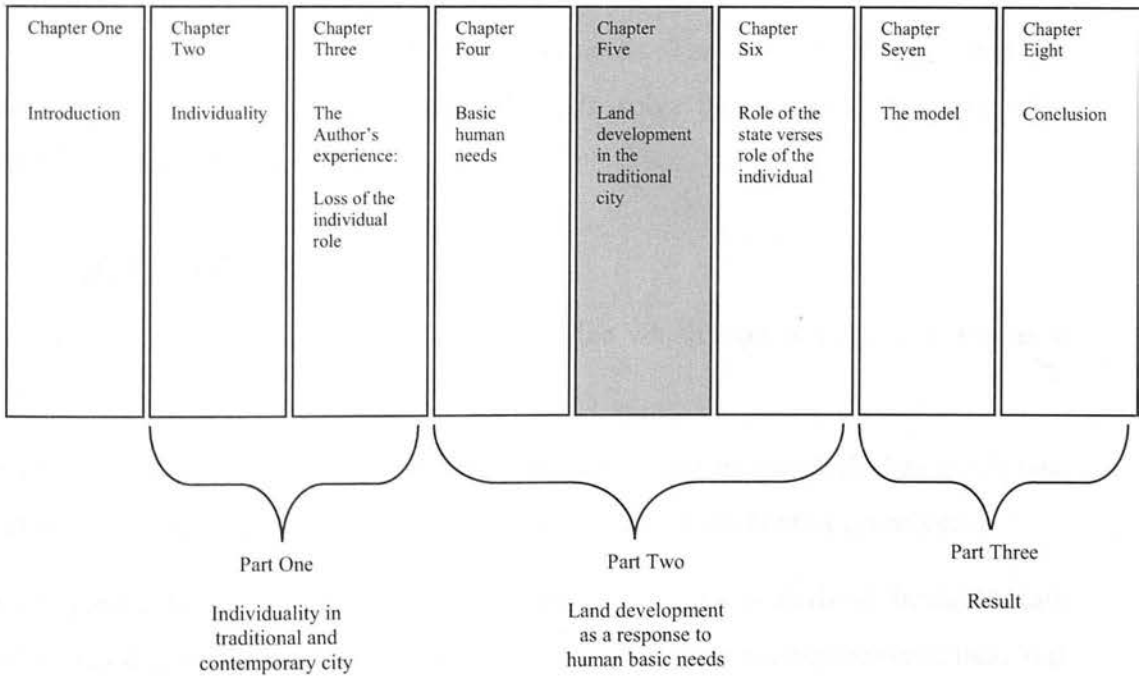 Chapter One
Introduction
Chapter
Two
Individuality
Chapter
Three
The
Author's
experience:
Loss of the
individual
role
Chapter
Four
Basic
human
needs
Chapter
Five
Land
development
in the
traditional
city
Chapter
Six
Role of the
state verses
role of the
individual
Chapter
Seven
The model
Chapter
Eight
Conclusion
Part One
Individuality in
traditional and
contemporary city
Part Two
Land development
as a response to
human basic needs
Part Three
Result